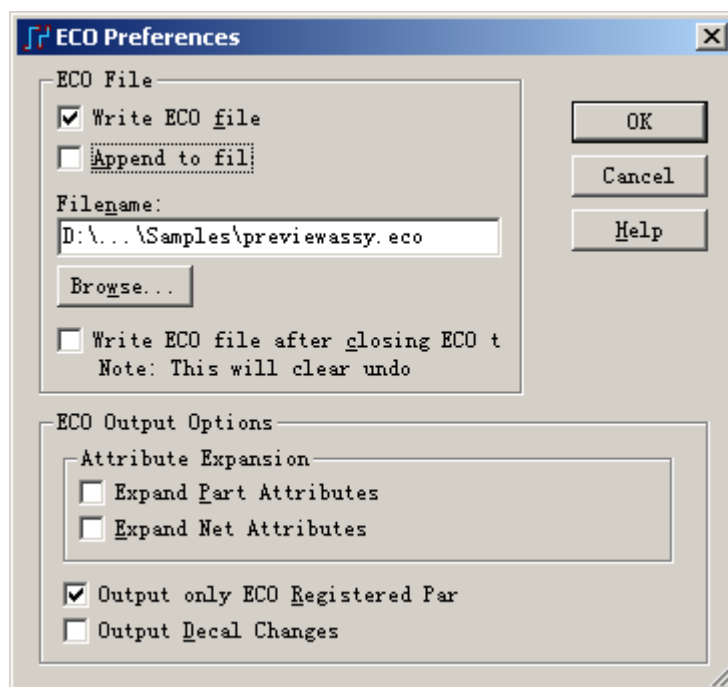 ECO Preferences
ECO File
Write ECO file
Append to fil
Filename:
D:\...\Samples\previewassy.eco
Browse...
Write ECO file after closing ECO t
Note: This will clear undo
OK
Cancel
Help
ECO Output Options
Attribute Expansion
Expand Part Attributes
Expand Net Attributes
Output only ECO Registered Par
Output Decal Changes